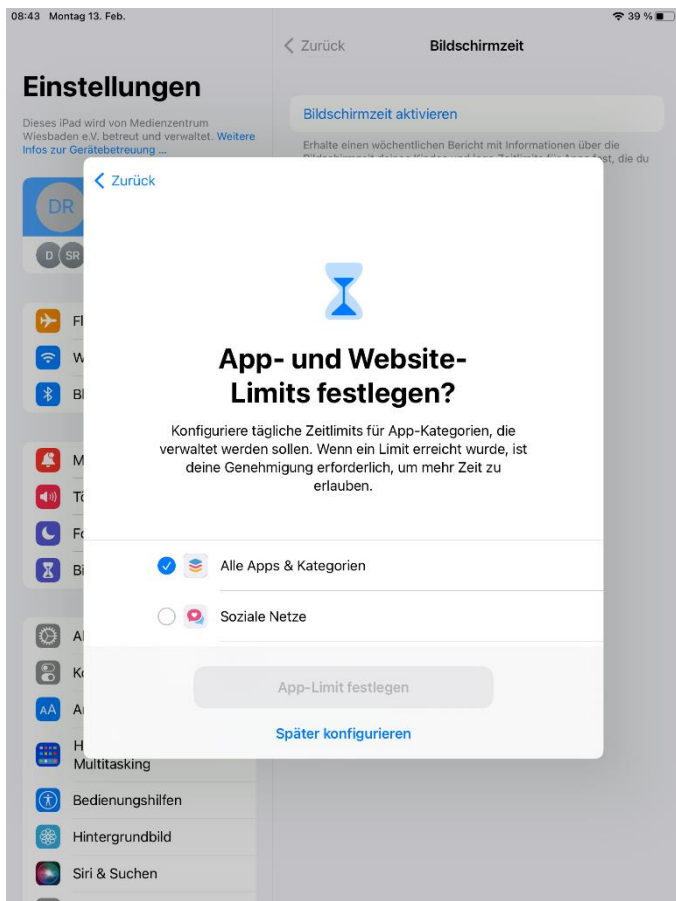 08:43 Montag 13. Feb.
39 %
Zurück
Bildschirmzeit
Einstellungen
Dieses iPad wird von Medienzentrum
Wiesbaden e.V. betreut und verwaltet. Weitere
Infos zur Gerätebetreuung ...
DR
D SR
Bildschirmzeit aktivieren
Erhalte einen wöchentlichen Bericht mit Informationen über die
Zurück
App- und Website-
Limits festlegen?
Konfiguriere tägliche Zeitlimits für App-Kategorien, die
verwaltet werden sollen. Wenn ein Limit erreicht wurde, ist
deine Genehmigung erforderlich, um mehr Zeit zu
erlauben.
Alle Apps & Kategorien
Soziale Netze
App-Limit festlegen
Später konfigurieren
AA
Multitasking
Bedienungshilfen
Hintergrundbild
Siri & Suchen